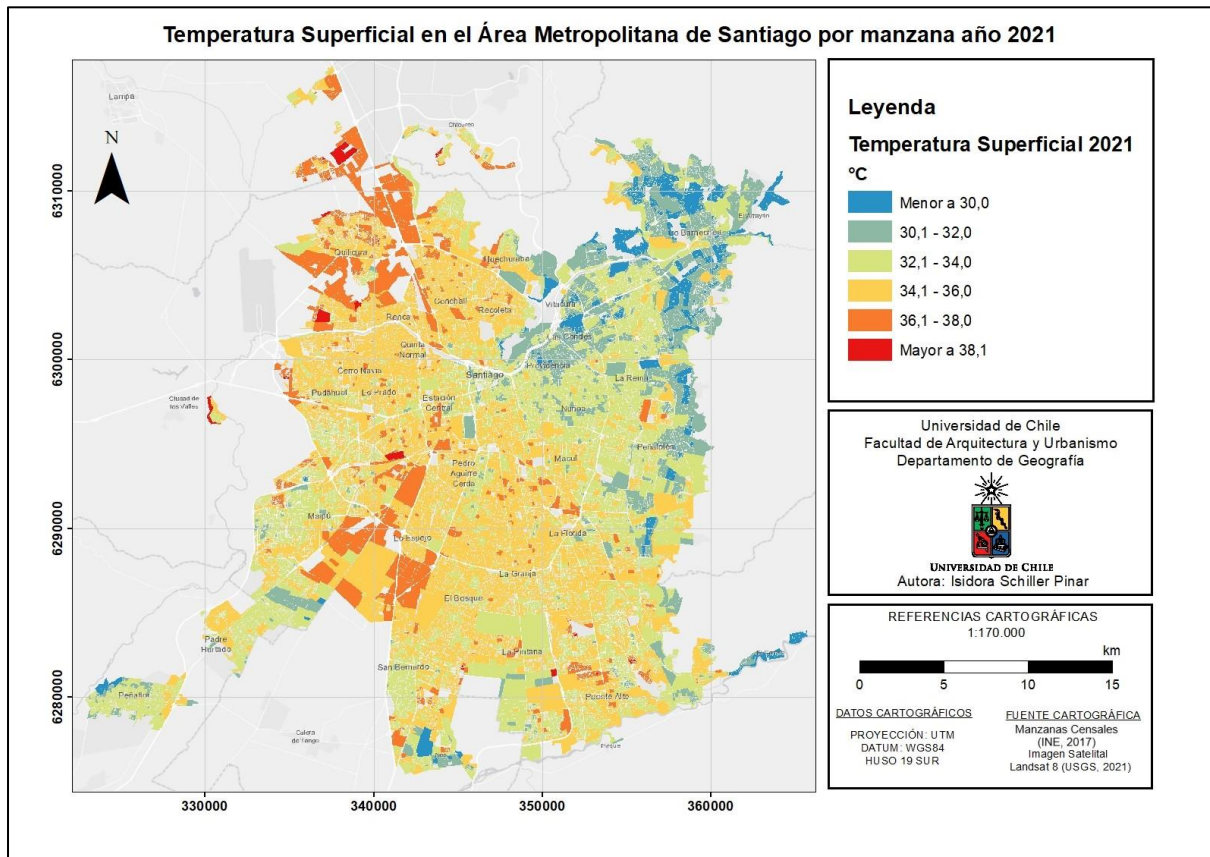 Temperatura Superficial en el Área Metropolitana de Santiago por manzana año 2021
Lampa
Chicureo
N
El Arrayán
Lo Barnechea
Quilicura
Huechuraba
Vitacura
Conchalí
Recoleta
Renca
Las Condes
Quinta
Normal
Providencia
Santiago
Cerro Navia
La Reina
Ciudad de
los Valles
Pudahuel
Lo Prado
Estación
Central
Ñuñoa
Peñalolén
Macul
Pedro
Aguirre
Cerda
Maipú
Lo Espejo
La Florida
La Granja
El Bosque
Padre
Hurtado
La Pintana
San Bernardo
Peñaflor
Puente Alto
Calera
de Tango
Pirque
6310000
6300000
6290000
6280000
330000
340000
350000
360000
Leyenda
Temperatura Superficial 2021
°C
Menor a 30,0
30,1 - 32,0
32,1 - 34,0
34,1 - 36,0
36,1 - 38,0
Mayor a 38,1
Universidad de Chile
Facultad de Arquitectura y Urbanismo
Departamento de Geografía
UNIVERSIDAD DE CHILE
Autora: Isidora Schiller Pinar
REFERENCIAS CARTOGRÁFICAS
1:170.000
km
0 5 10 15
DATOS CARTOGRÁFICOS
PROYECCIÓN: UTM
DATUM: WGS84
HUSO 19 SUR
FUENTE CARTOGRÁFICA
Manzanas Censales
(INE, 2017)
Imagen Satelital
Landsat 8 (USGS, 2021)